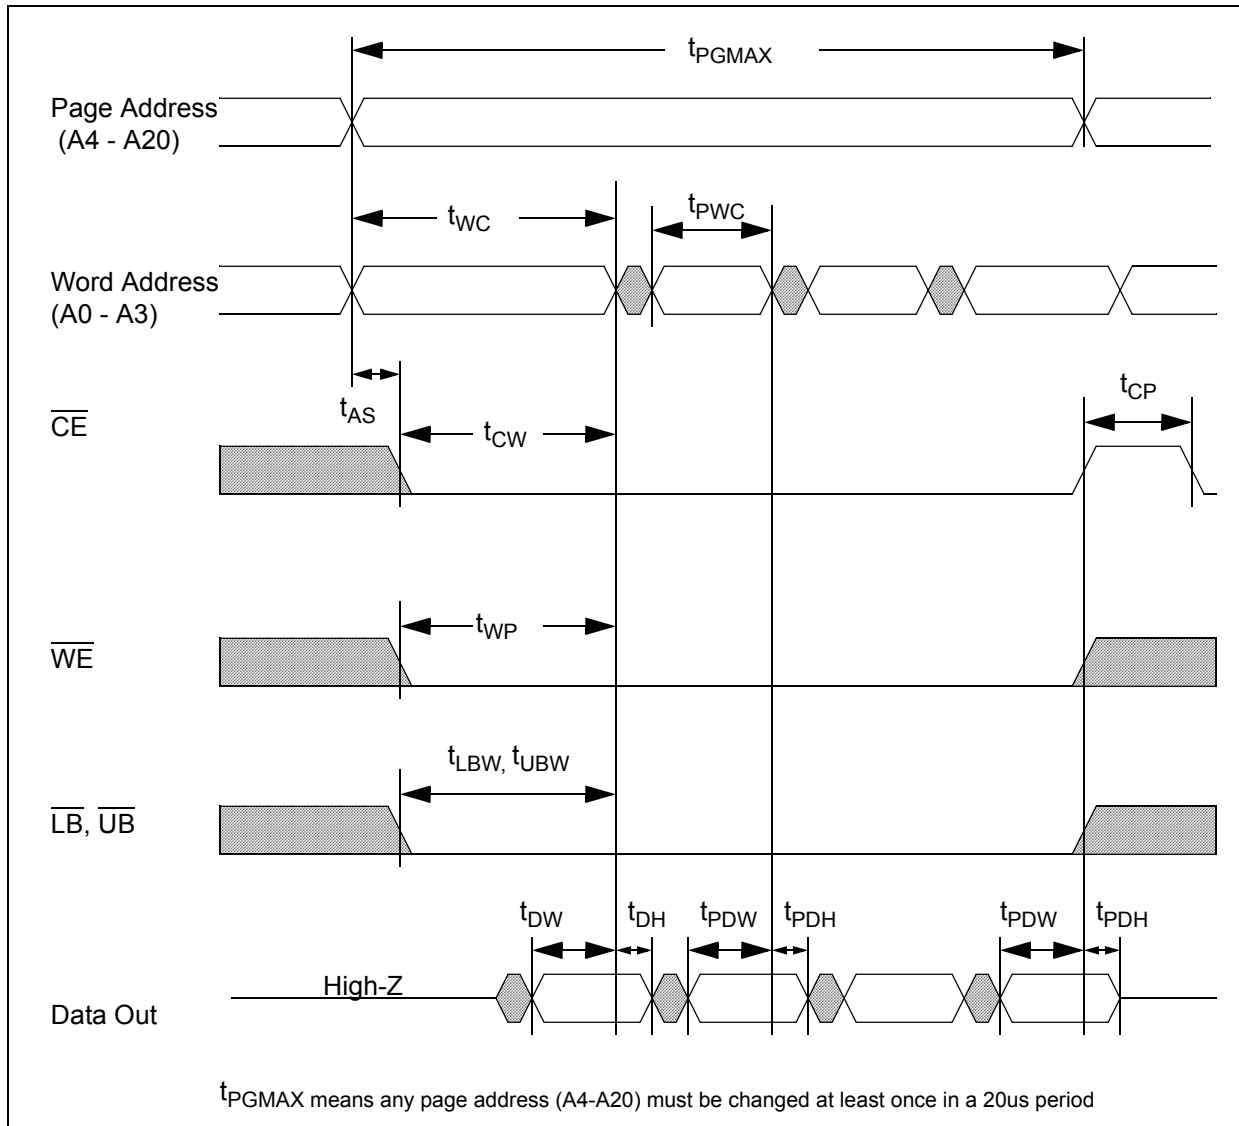 tPGMAX
Page Address
(A4 - A20)
tWC
tPWC
Word Address
(A0 - A3)
tAS
tCP
CE
tCW
tWP
WE
tLBW, tUBW
LB, UB
tDW
tDH
tPDW
tPDH
tPDW
tPDH
High-Z
Data Out
tPGMAX means any page address (A4-A20) must be changed at least once in a 20us period